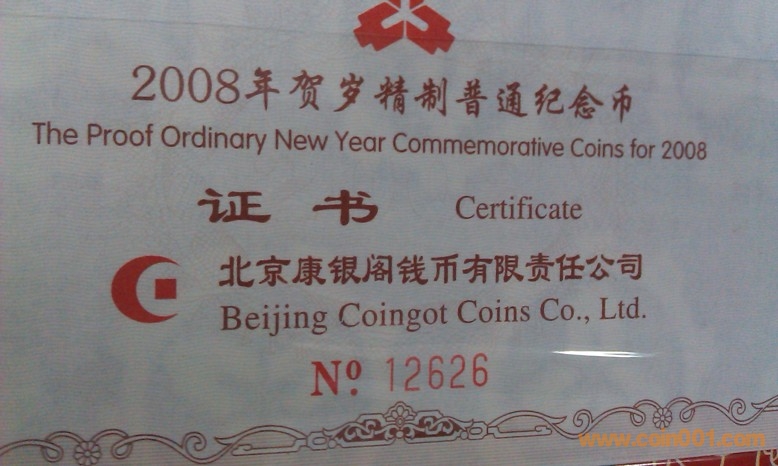 2008年贺岁精制普通纪念币
The Proof Ordinary New Year Commemorative Coins for 2008
证书 Certificate
北京康银阁钱币有限责任公司
Beijing Coingot Coins Co., Ltd.
Nº. 12626
www.coin001.com